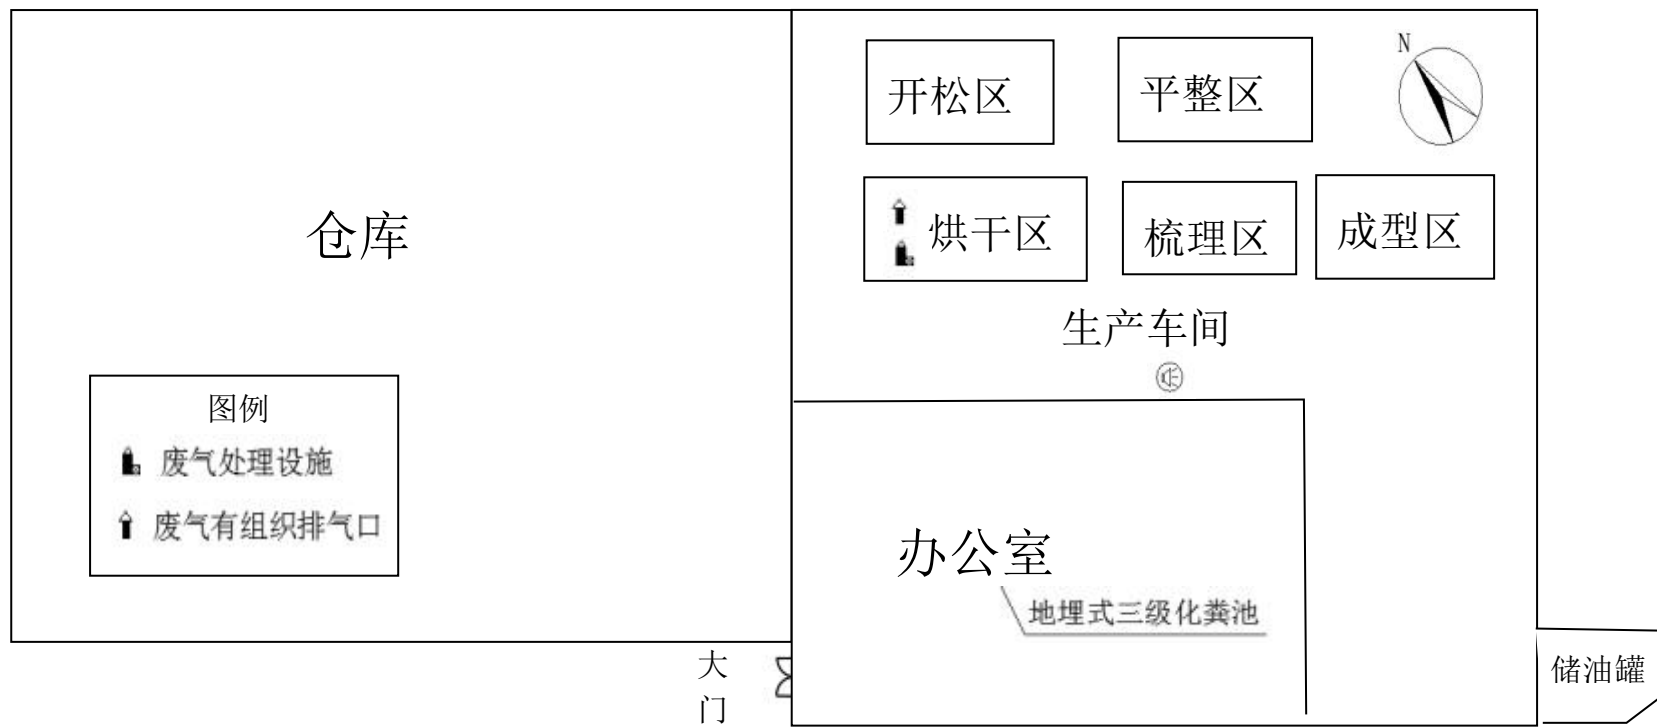 N
开松区
平整区
仓库
烘干区
梳理区
成型区
生产车间
图例
废气处理设施
废气有组织排气口
办公室
地埋式三级化粪池
大
门
储油罐